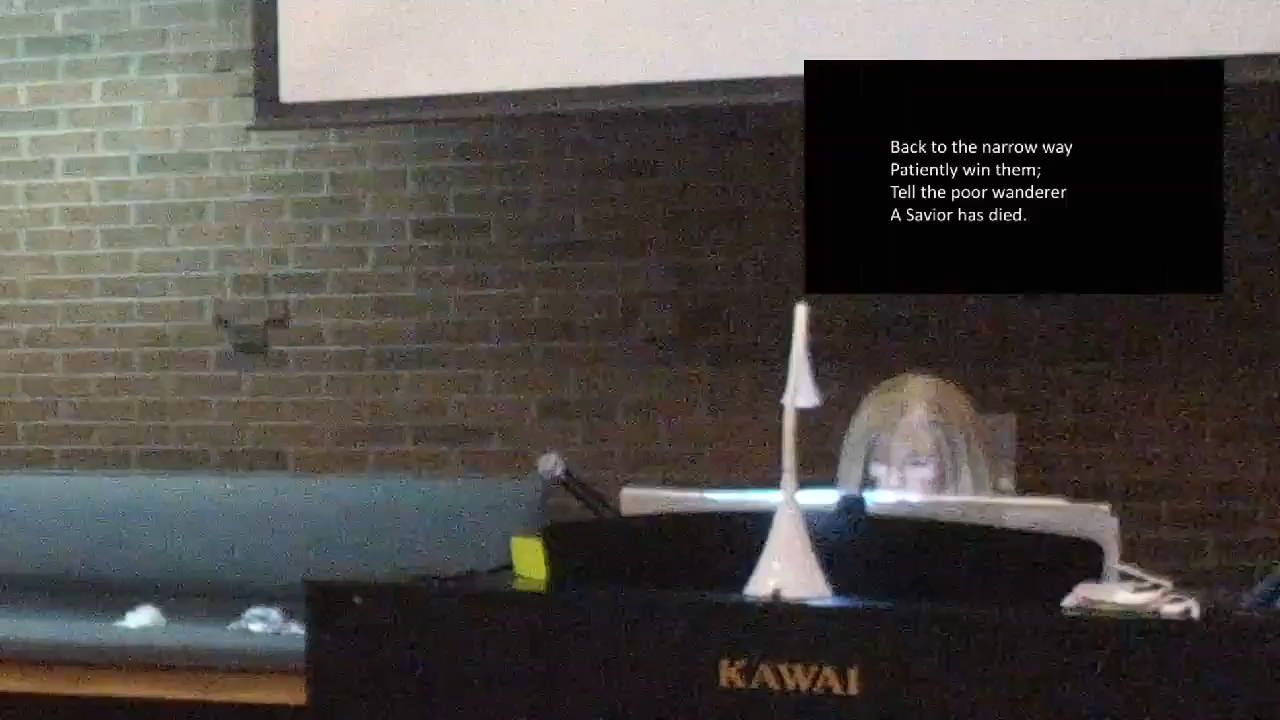 Back to the narrow way
Patiently win them;
Tell the poor wanderer
A Savior has died.
KAWAI